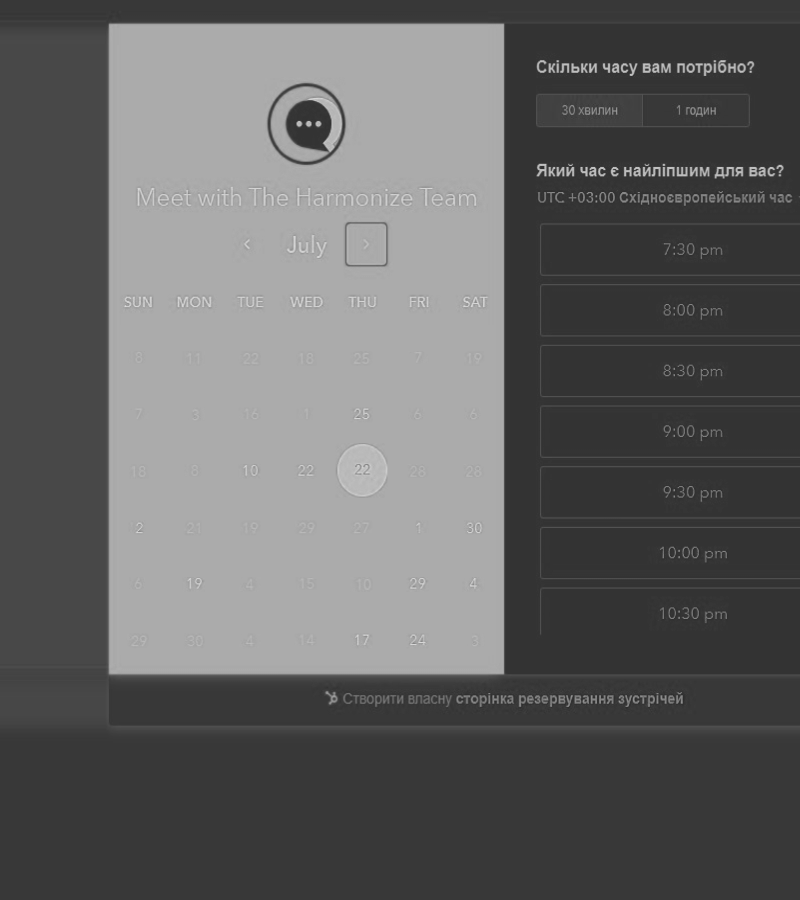 Meet with The Harmonize Team
July
SUN MON TUE WED THU FRI SAT
8 11 22 18 25 7 19
7 3 16 1 25 6 6
18 8 10 22 22 28 28
2 21 19 29 27 1 30
6 19 4 15 10 29 4
29 30 4 14 17 24 3
Скільки часу вам потрібно?
30 хвилин 1 годин
Який час є найліпшим для вас?
UTC +03:00 Східноєвропейський час
7:30 pm
8:00 pm
8:30 pm
9:00 pm
9:30 pm
10:00 pm
10:30 pm
Створити власну сторінка резервування зустрічей